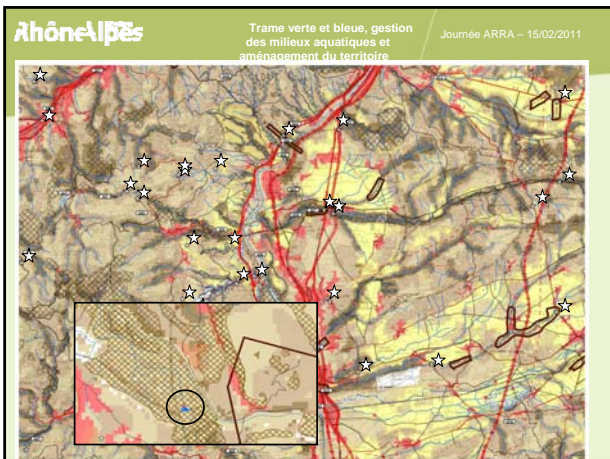 RhôneAlpes
Trame verte et bleue, gestion
des milieux aquatiques et
aménagement du territoire
Journée ARRA – 15/02/2011